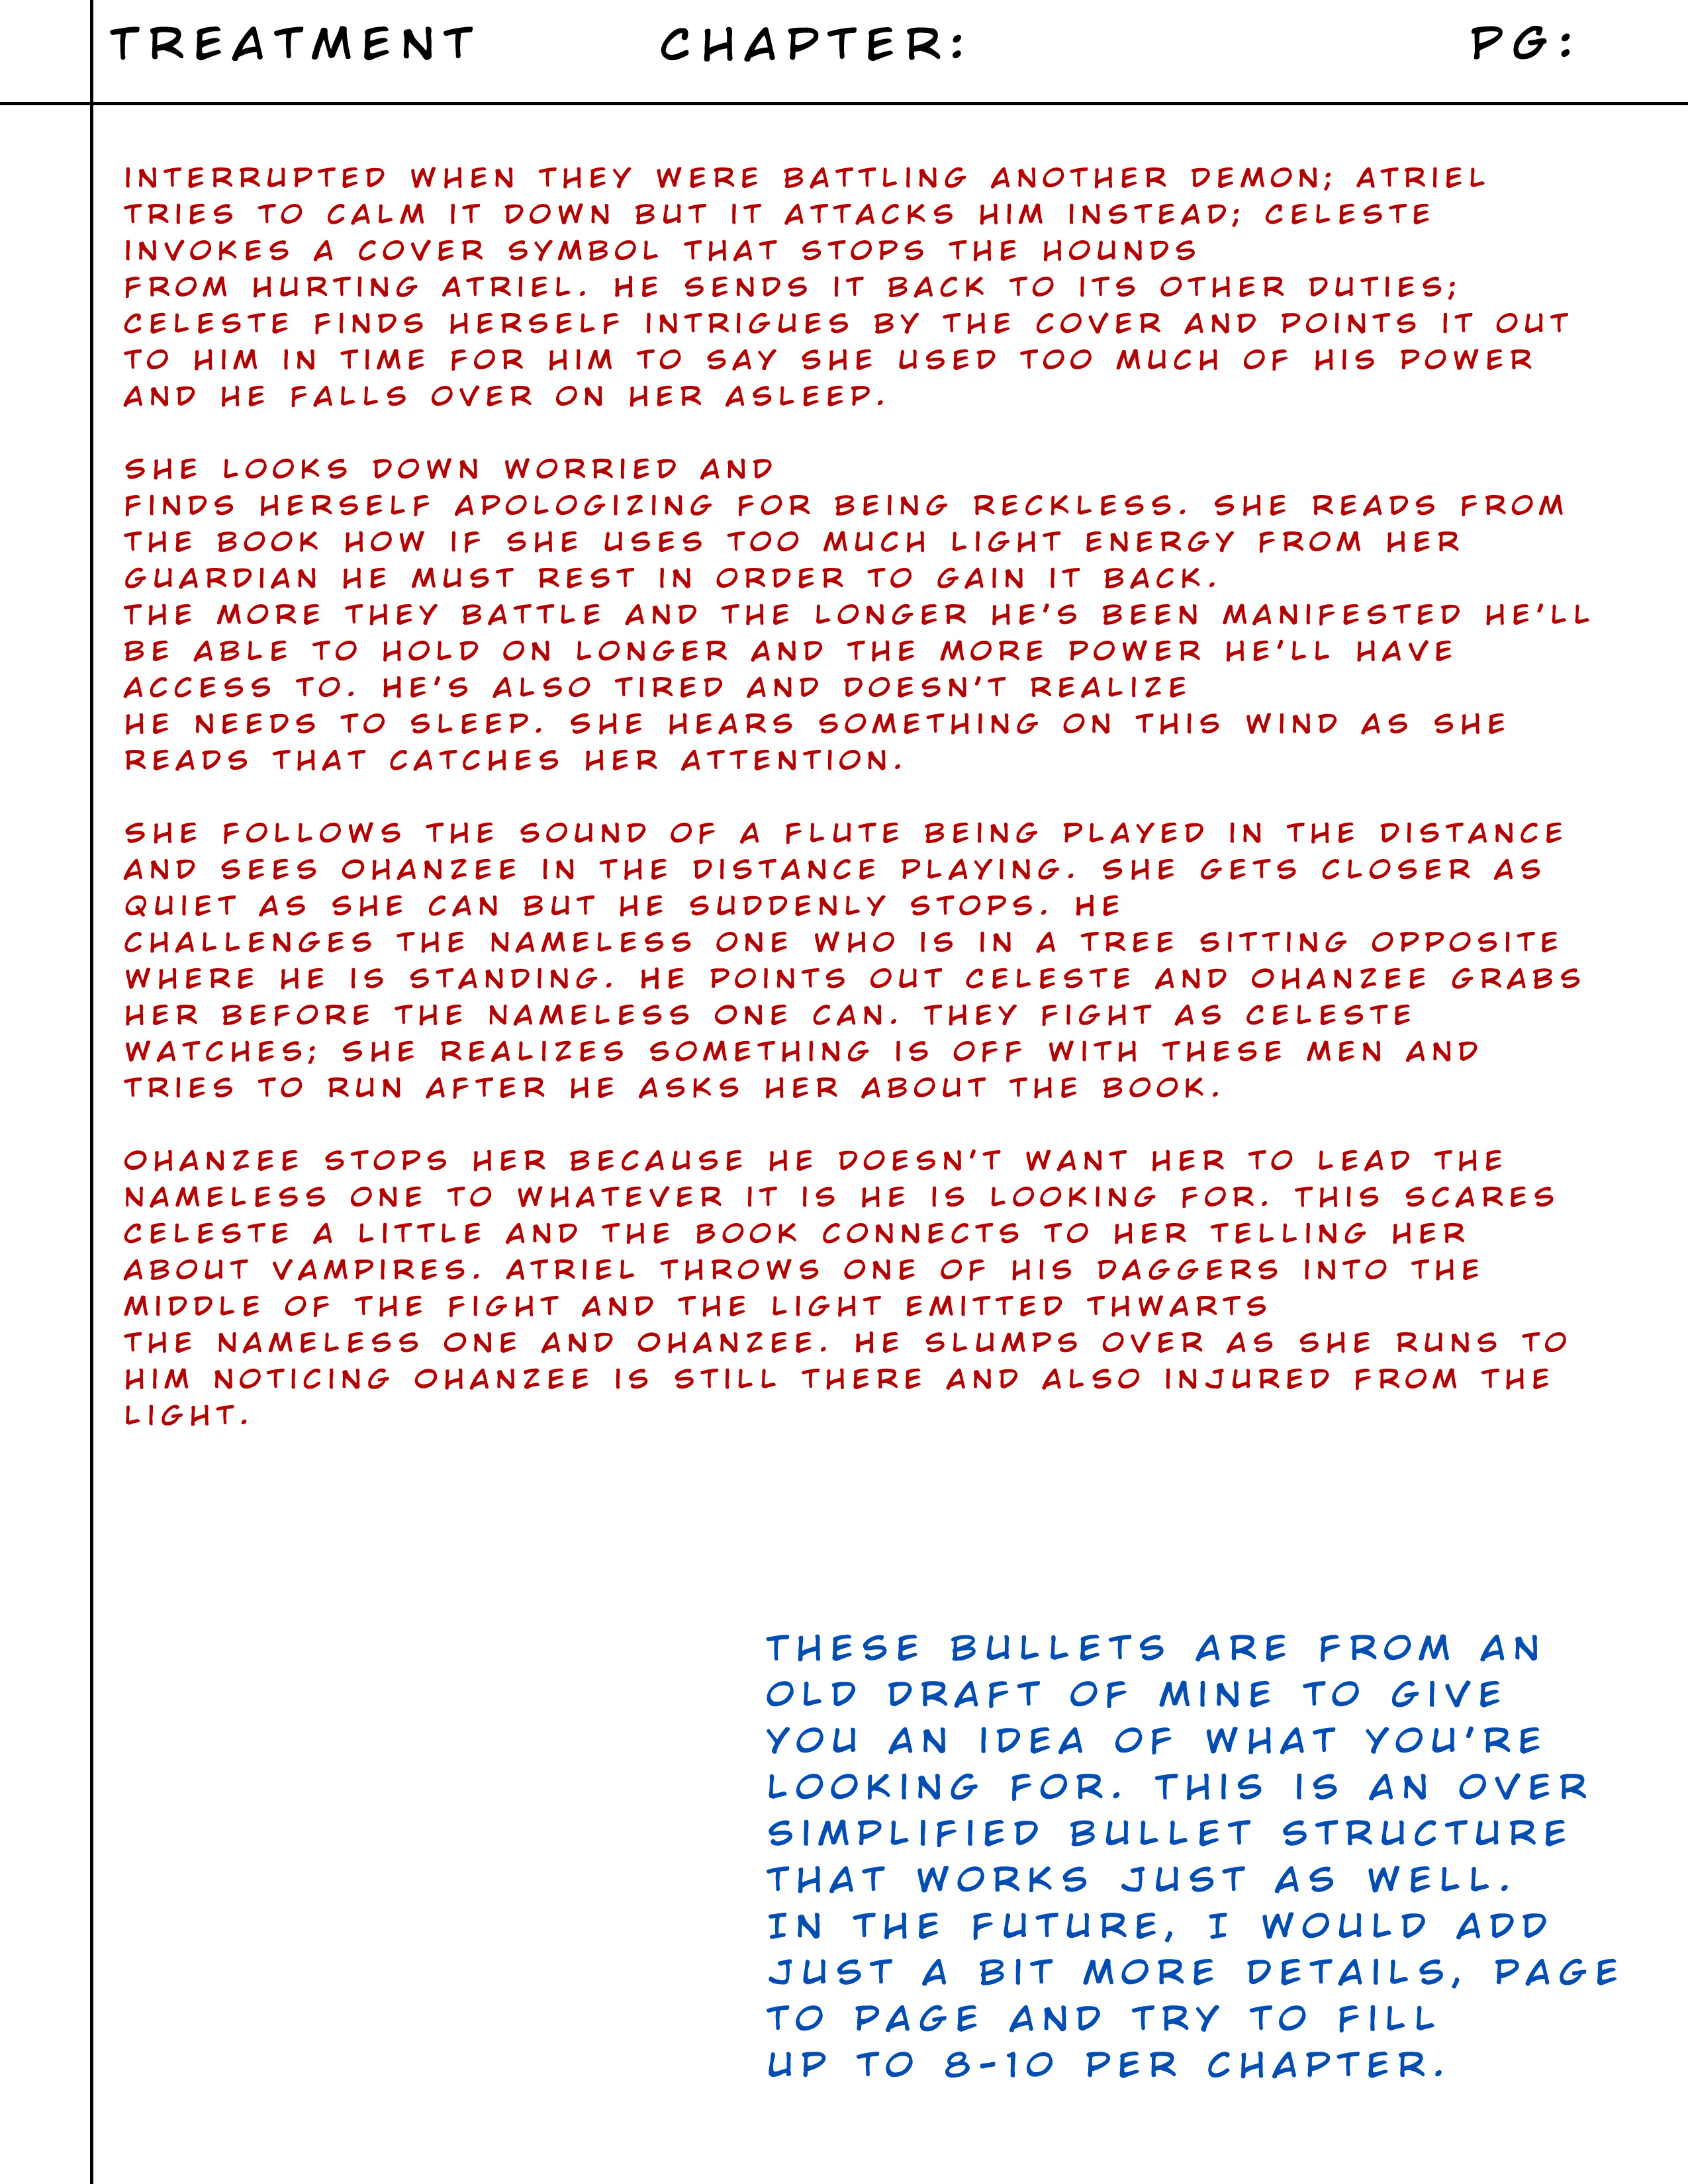 TREATMENT CHAPTER: PG:
INTERRUPTED WHEN THEY WERE BATTLING ANOTHER DEMON; ATRIEL
TRIES TO CALM IT DOWN BUT IT ATTACKS HIM INSTEAD; CELESTE
INVOKES A COVER SYMBOL THAT STOPS THE HOUNDS
FROM HURTING ATRIEL. HE SENDS IT BACK TO ITS OTHER DUTIES;
CELESTE FINDS HERSELF INTRIGUES BY THE COVER AND POINTS IT OUT
TO HIM IN TIME FOR HIM TO SAY SHE USED TOO MUCH OF HIS POWER
AND HE FALLS OVER ON HER ASLEEP.
SHE LOOKS DOWN WORRIED AND
FINDS HERSELF APOLOGIZING FOR BEING RECKLESS. SHE READS FROM
THE BOOK HOW IF SHE USES TOO MUCH LIGHT ENERGY FROM HER
GUARDIAN HE MUST REST IN ORDER TO GAIN IT BACK.
THE MORE THEY BATTLE AND THE LONGER HE'S BEEN MANIFESTED HE'LL
BE ABLE TO HOLD ON LONGER AND THE MORE POWER HE'LL HAVE
ACCESS TO. HE'S ALSO TIRED AND DOESN'T REALIZE
HE NEEDS TO SLEEP. SHE HEARS SOMETHING ON THIS WIND AS SHE
READS THAT CATCHES HER ATTENTION.
SHE FOLLOWS THE SOUND OF A FLUTE BEING PLAYED IN THE DISTANCE
AND SEES OHANZEE IN THE DISTANCE PLAYING. SHE GETS CLOSER AS
QUIET AS SHE CAN BUT HE SUDDENLY STOPS. HE
CHALLENGES THE NAMELESS ONE WHO IS IN A TREE SITTING OPPOSITE
WHERE HE IS STANDING. HE POINTS OUT CELESTE AND OHANZEE GRABS
HER BEFORE THE NAMELESS ONE CAN. THEY FIGHT AS CELESTE
WATCHES; SHE REALIZES SOMETHING IS OFF WITH THESE MEN AND
TRIES TO RUN AFTER HE ASKS HER ABOUT THE BOOK.
OHANZEE STOPS HER BECAUSE HE DOESN'T WANT HER TO LEAD THE
NAMELESS ONE TO WHATEVER IT IS HE IS LOOKING FOR. THIS SCARES
CELESTE A LITTLE AND THE BOOK CONNECTS TO HER TELLING HER
ABOUT VAMPIRES. ATRIEL THROWS ONE OF HIS DAGGERS INTO THE
MIDDLE OF THE FIGHT AND THE LIGHT EMITTED THWARTS
THE NAMELESS ONE AND OHANZEE. HE SLUMPS OVER AS SHE RUNS TO
HIM NOTICING OHANZEE IS STILL THERE AND ALSO INJURED FROM THE
LIGHT.
THESE BULLETS ARE FROM AN
OLD DRAFT OF MINE TO GIVE
YOU AN IDEA OF WHAT YOU'RE
LOOKING FOR. THIS IS AN OVER
SIMPLIFIED BULLET STRUCTURE
THAT WORKS JUST AS WELL.
IN THE FUTURE, I WOULD ADD
JUST A BIT MORE DETAILS, PAGE
TO PAGE AND TRY TO FILL
UP TO 8-10 PER CHAPTER.